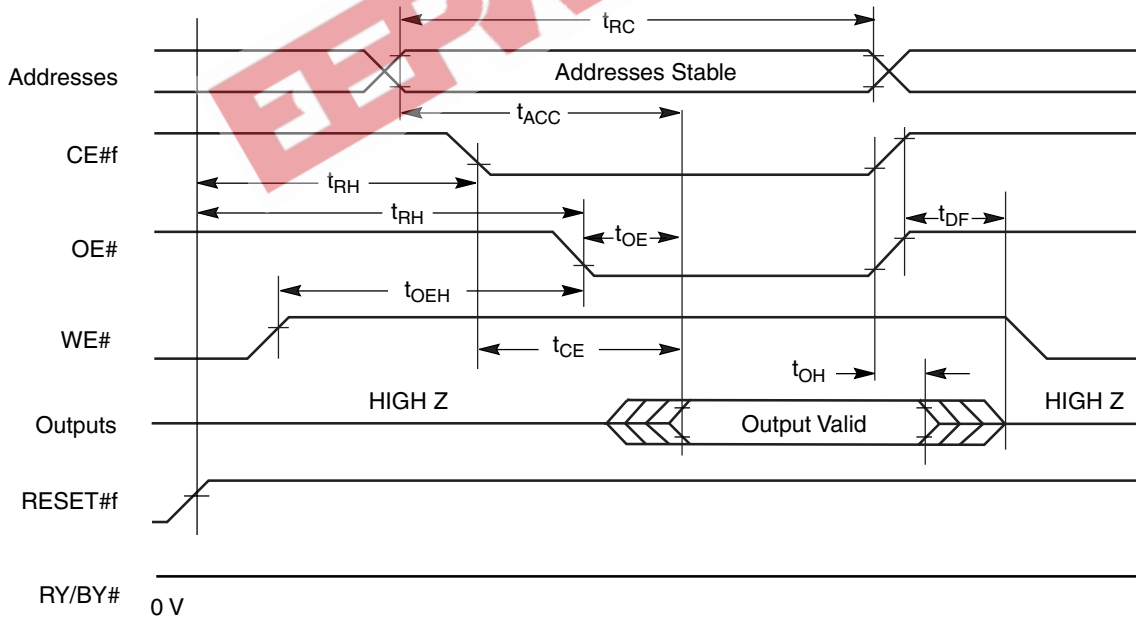 tRC
Addresses
Addresses Stable
tACC
CE#f
tRH
tRH
tOE
tDF
OE#
tOEH
WE#
tCE
tOH
HIGH Z
HIGH Z
Outputs
Output Valid
RESET#f
RY/BY#
0 V